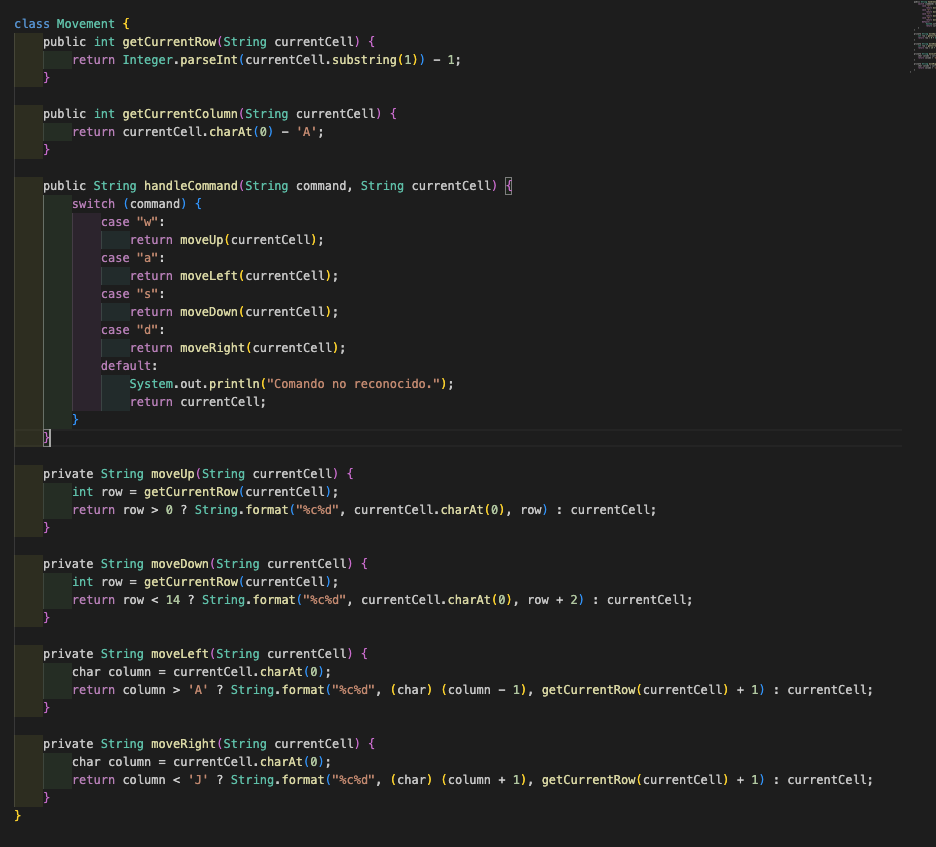 class Movement {
    public int getCurrentRow(String currentCell) {
        return Integer.parseInt(currentCell.substring(1)) - 1;
    }

    public int getCurrentColumn(String currentCell) {
        return currentCell.charAt(0) - 'A';
    }

    public String handleCommand(String command, String currentCell) {
        switch (command) {
            case "w":
                return moveUp(currentCell);
            case "a":
                return moveLeft(currentCell);
            case "s":
                return moveDown(currentCell);
            case "d":
                return moveRight(currentCell);
            default:
                System.out.println("Comando no reconocido.");
                return currentCell;
        }
    }

    private String moveUp(String currentCell) {
        int row = getCurrentRow(currentCell);
        return row > 0 ? String.format("%c%d", currentCell.charAt(0), row) : currentCell;
    }

    private String moveDown(String currentCell) {
        int row = getCurrentRow(currentCell);
        return row < 14 ? String.format("%c%d", currentCell.charAt(0), row + 2) : currentCell;
    }

    private String moveLeft(String currentCell) {
        char column = currentCell.charAt(0);
        return column > 'A' ? String.format("%c%d", (char) (column - 1), getCurrentRow(currentCell) + 1) : currentCell;
    }

    private String moveRight(String currentCell) {
        char column = currentCell.charAt(0);
        return column < 'J' ? String.format("%c%d", (char) (column + 1), getCurrentRow(currentCell) + 1) : currentCell;
    }
}